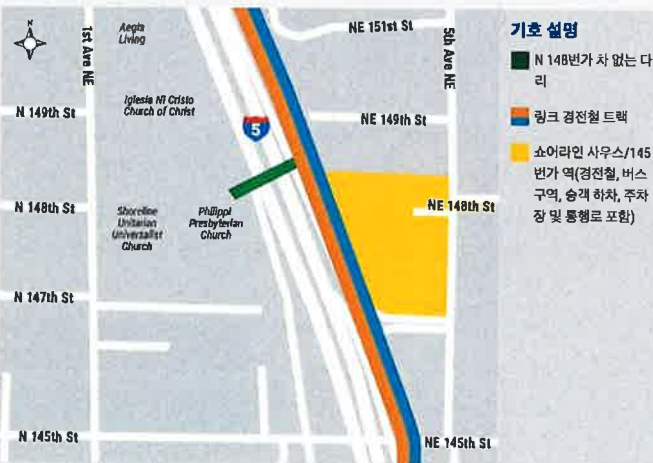 1st Ave NE
Aegis
Living
NE 151st St
5th Ave NE
N 149th St
Iglesia Ni Cristo
Church of Christ
5
NE 149th St
N 148th St
Shoreline
Unitarian
Universalist
Church
Philippi
Presbyterian
Church
NE 148th St
N 147th St
N 145th St
NE 145th St
기호 설명
N 148번가 차 없는 다
리
링크 경전철 트랙
쇼어라인 사우스/145
번가 역(경전철, 버스
구역, 승객 하차, 주차
장 및 통행로 포함)